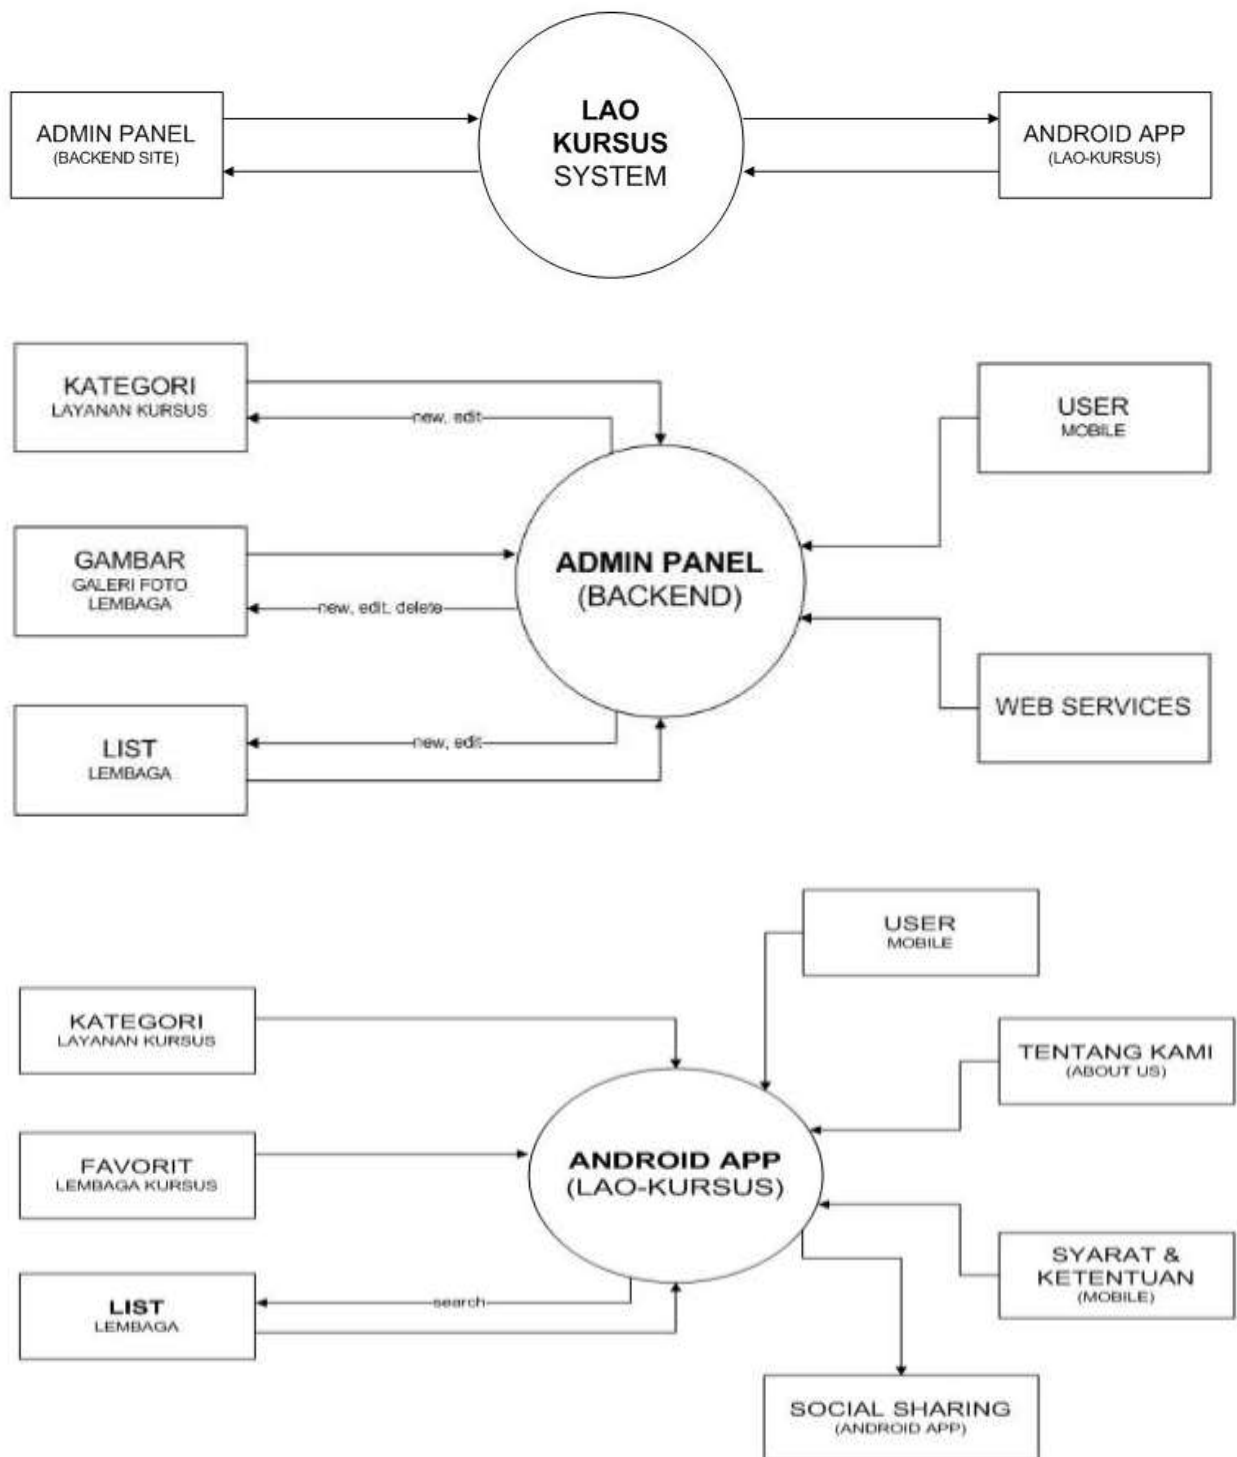 LAO
KURSUS
SYSTEM
ADMIN PANEL
(BACKEND SITE)
ANDROID APP
(LAO-KURSUS)
KATEGORI
LAYANAN KURSUS
new, edit
USER
MOBILE
GAMBAR
GALERI FOTO
LEMBAGA
new, edit, delete
ADMIN PANEL
(BACKEND)
LIST
LEMBAGA
new, edit
WEB SERVICES
USER
MOBILE
KATEGORI
LAYANAN KURSUS
TENTANG KAMI
(ABOUT US)
FAVORIT
LEMBAGA KURSUS
ANDROID APP
(LAO-KURSUS)
LIST
LEMBAGA
search
SYARAT &
KETENTUAN
(MOBILE)
SOCIAL SHARING
(ANDROID APP)